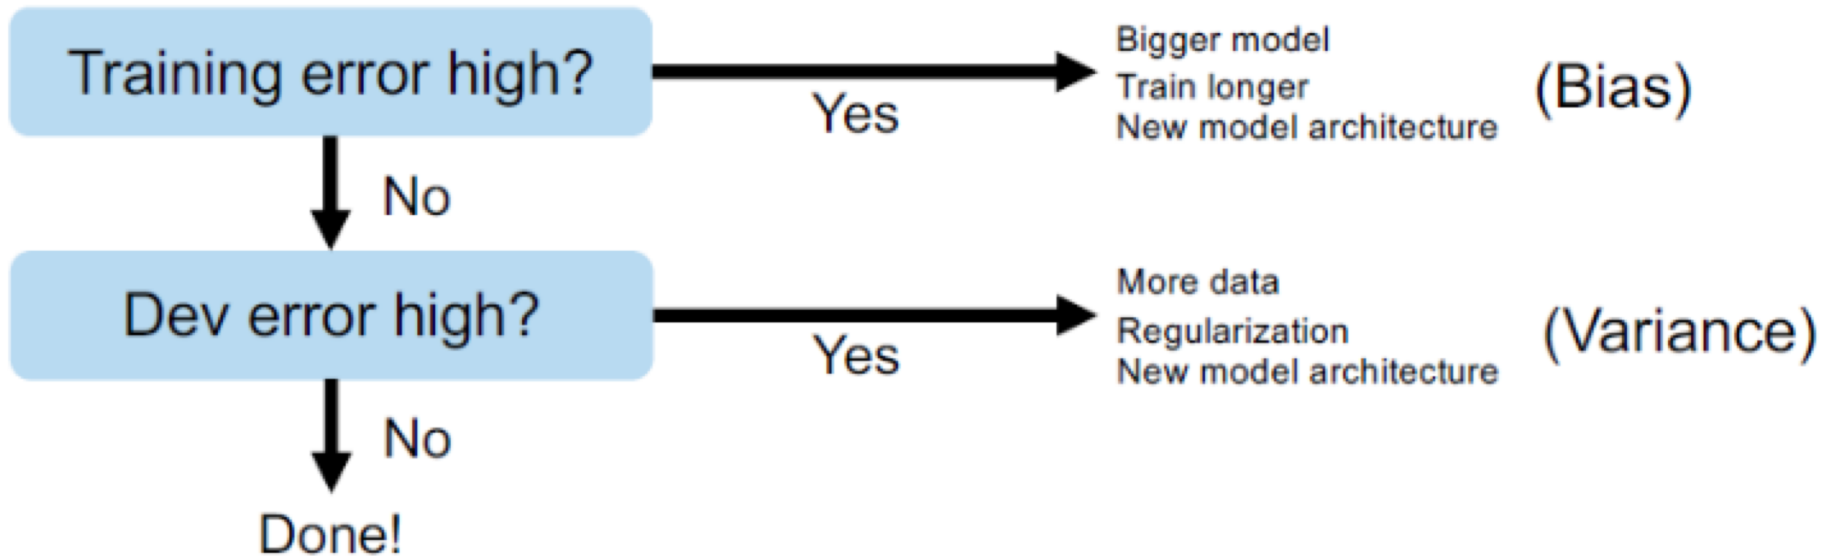 Training error high?
Yes
Bigger model
Train longer
New model architecture
(Bias)
No
Dev error high?
Yes
More data
Regularization
New model architecture
(Variance)
No
Done!